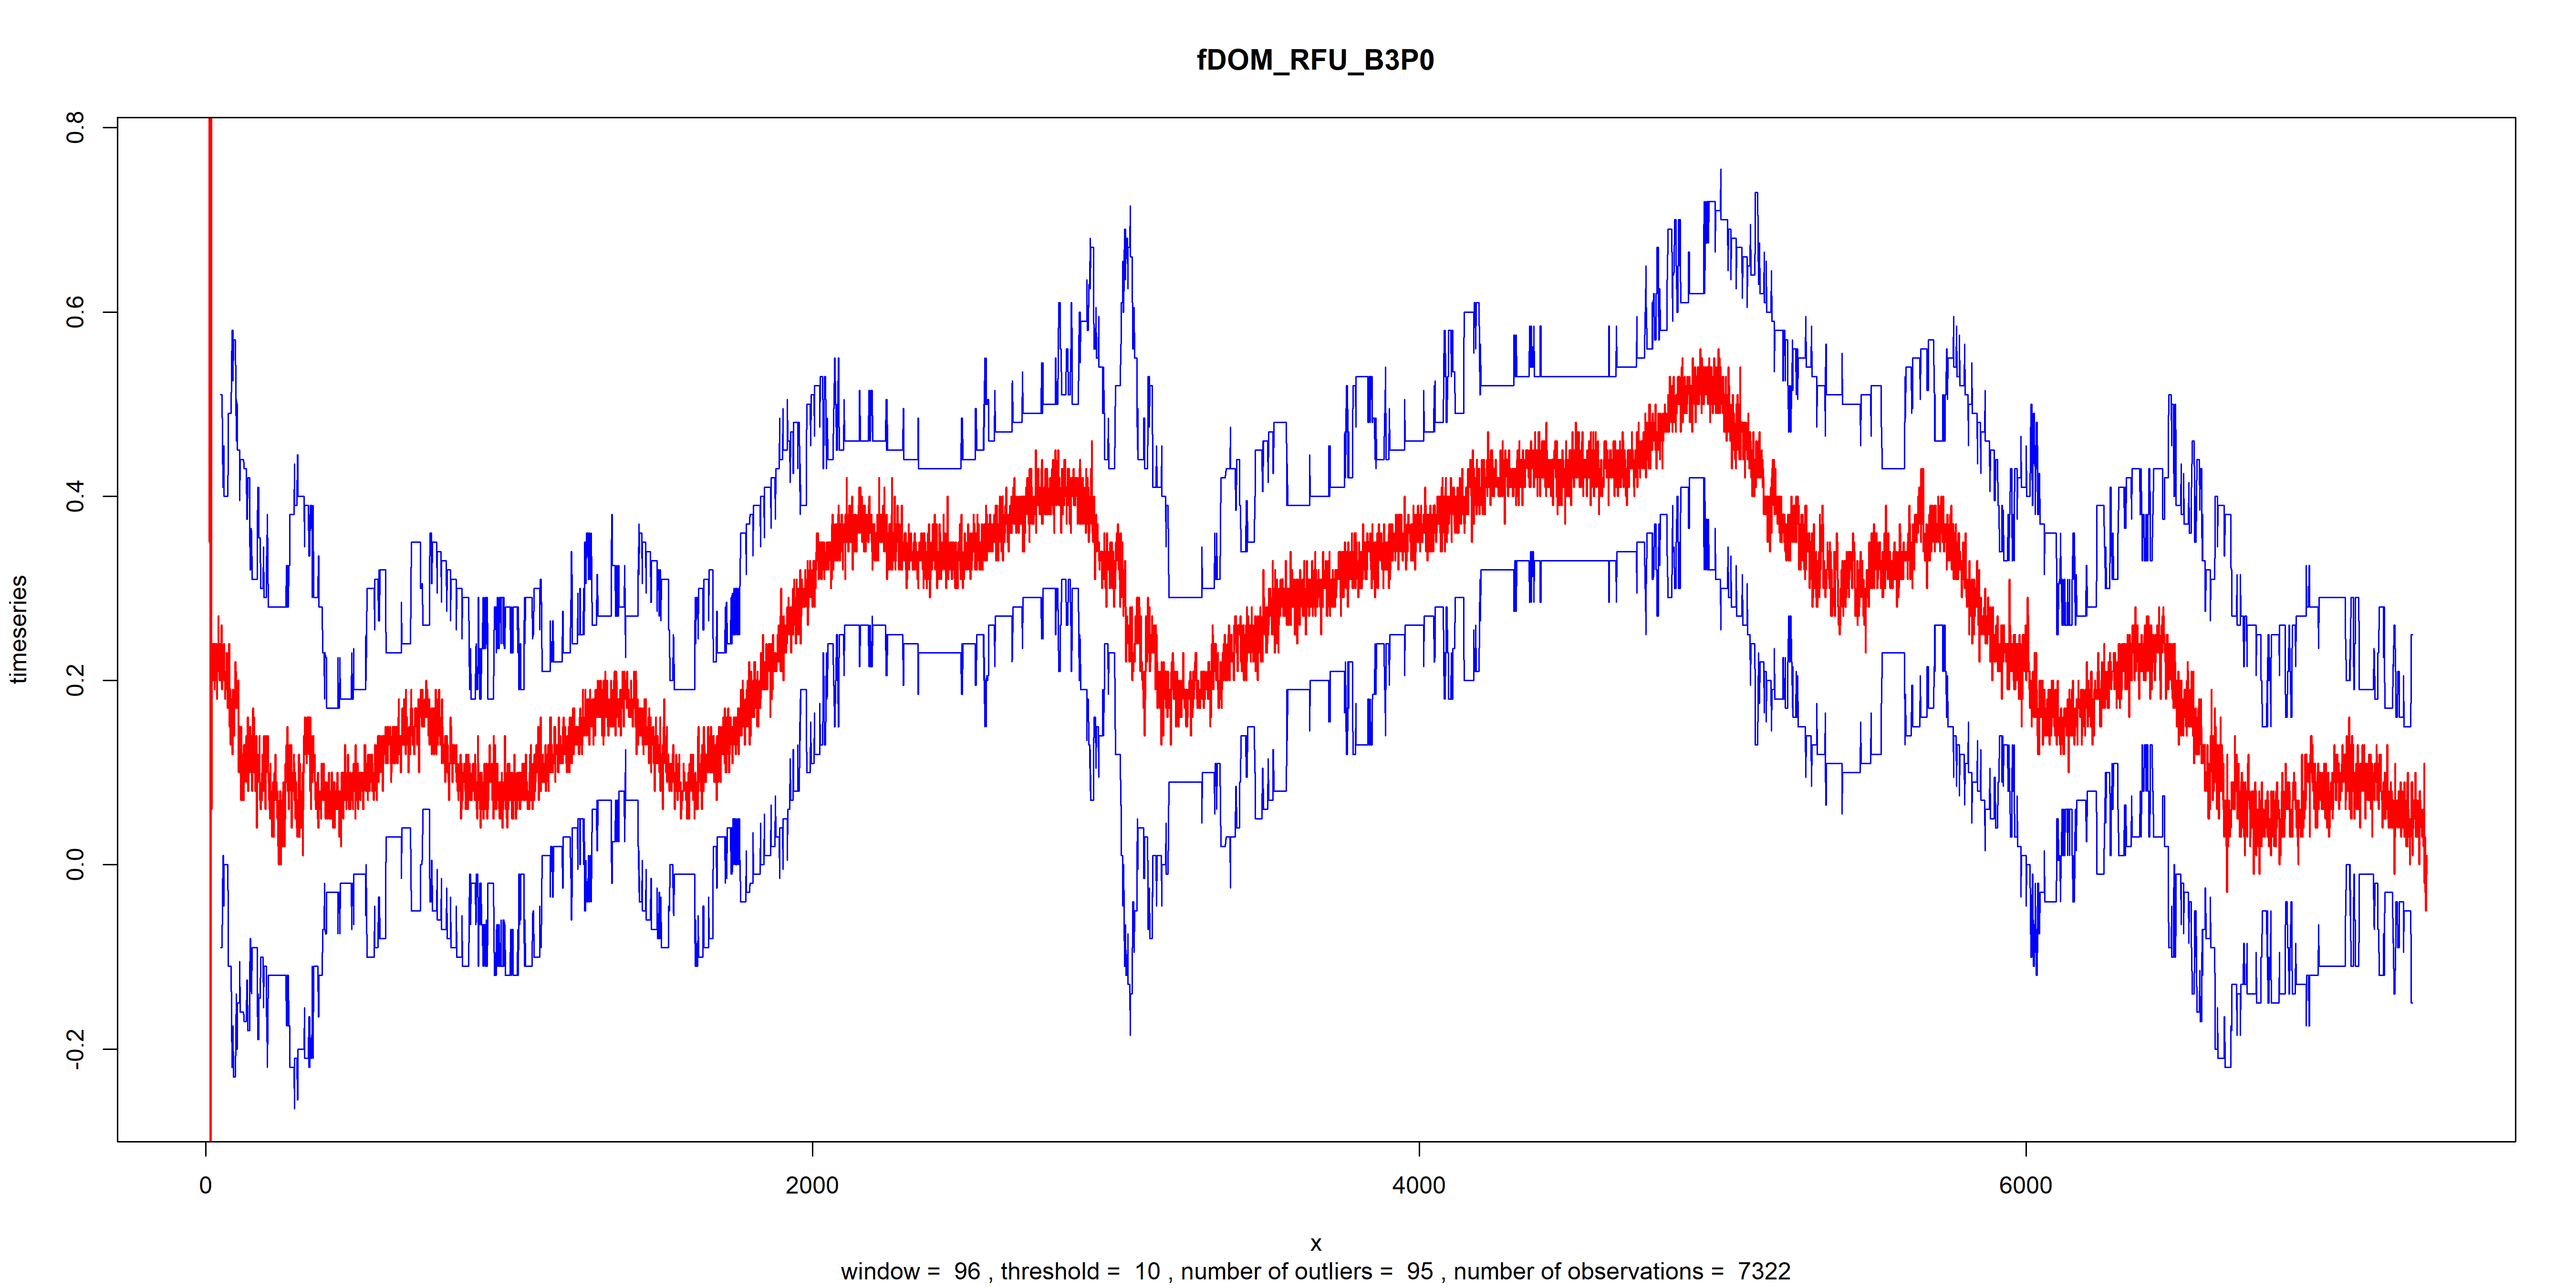 fDOM_RFU_B3P0
0.8
0.6
0.4
0.2
0.0
-0.2
timeseries
0 2000 4000 6000
x
window = 96 , threshold = 10 , number of outliers = 95 , number of observations = 7322